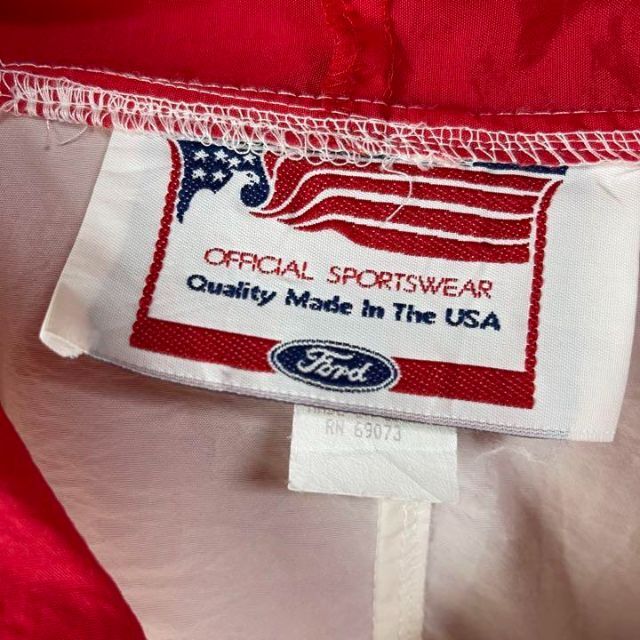 OFFICIAL SPORTSWEAR
Quality Made In The USA
Ford
RN 69073